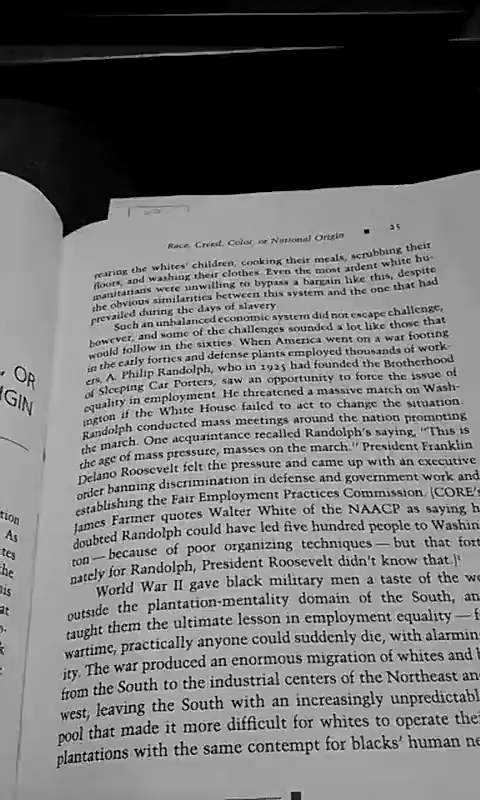 Race, Creed, Color, or National Origin ▪ 25
rearing the whites' children, cooking their meals, scrubbing their
floors, and washing their clothes. Even the most ardent white hu-
manitarians were unwilling to bypass a bargain like this, despite
the obvious similarities between this system and the one that had
prevailed during the days of slavery.
Such an unbalanced economic system did not escape challenge,
however, and some of the challenges sounded a lot like those that
would follow in the sixties. When America went on a war footing
in the early forties and defense plants employed thousands of work-
ers, A. Philip Randolph, who in 1925 had founded the Brotherhood
of Sleeping Car Porters, saw an opportunity to force the issue of
equality in employment. He threatened a massive march on Wash-
ington if the White House failed to act to change the situation.
Randolph conducted mass meetings around the nation promoting
the march. One acquaintance recalled Randolph's saying, "This is
the age of mass pressure, masses on the march." President Franklin
Delano Roosevelt felt the pressure and came up with an executive
order banning discrimination in defense and government work and
establishing the Fair Employment Practices Commission. (CORE's
James Farmer quotes Walter White of the NAACP as saying h
doubted Randolph could have led five hundred people to Washin
ton — because of poor organizing techniques — but that fort
nately for Randolph, President Roosevelt didn't know that.)¹
World War II gave black military men a taste of the wo
outside the plantation-mentality domain of the South, an
taught them the ultimate lesson in employment equality — f
wartime, practically anyone could suddenly die, with alarmin
ity. The war produced an enormous migration of whites and b
from the South to the industrial centers of the Northeast an
west, leaving the South with an increasingly unpredictabl
pool that made it more difficult for whites to operate thei
plantations with the same contempt for blacks' human ne
, OR
IGIN
tion
As
tes
the
his
at